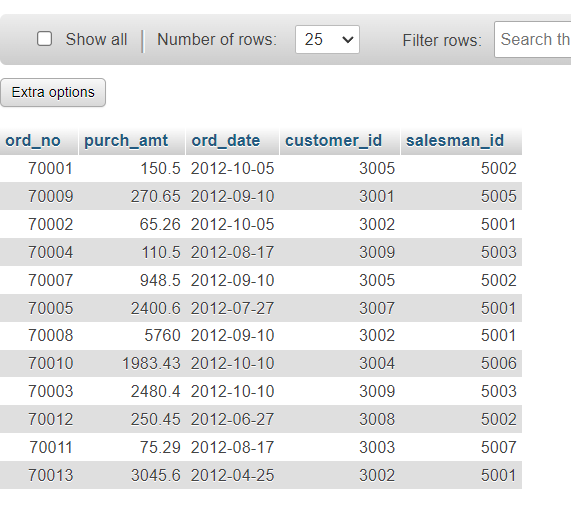 Show all | Number of rows: 25 Filter rows: Search th
Extra options
ord_no purch_amt ord_date customer_id salesman_id
70001 150.5 2012-10-05 3005 5002
70009 270.65 2012-09-10 3001 5005
70002 65.26 2012-10-05 3002 5001
70004 110.5 2012-08-17 3009 5003
70007 948.5 2012-09-10 3005 5002
70005 2400.6 2012-07-27 3007 5001
70008 5760 2012-09-10 3002 5001
70010 1983.43 2012-10-10 3004 5006
70003 2480.4 2012-10-10 3009 5003
70012 250.45 2012-06-27 3008 5002
70011 75.29 2012-08-17 3003 5007
70013 3045.6 2012-04-25 3002 5001